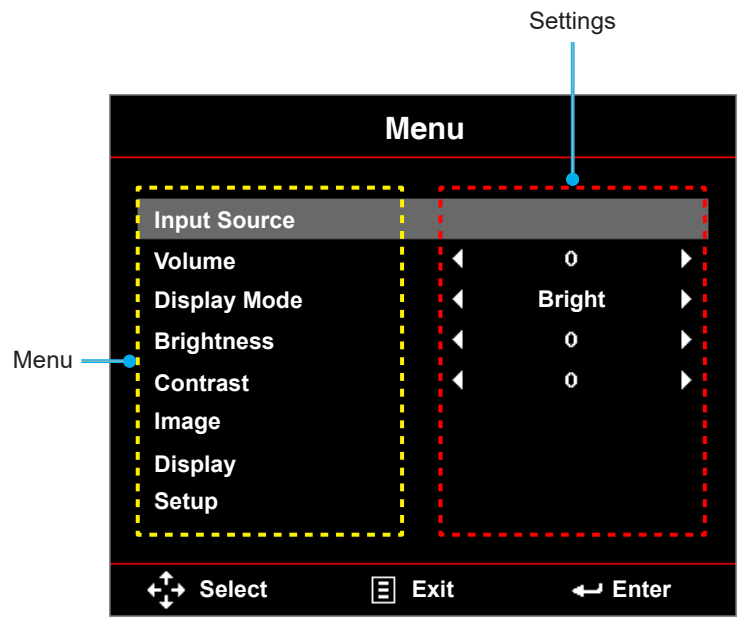 Settings
Menu
Input Source
Volume 0
Display Mode Bright
Brightness 0
Contrast 0
Menu
Image
Display
Setup
Select Exit Enter